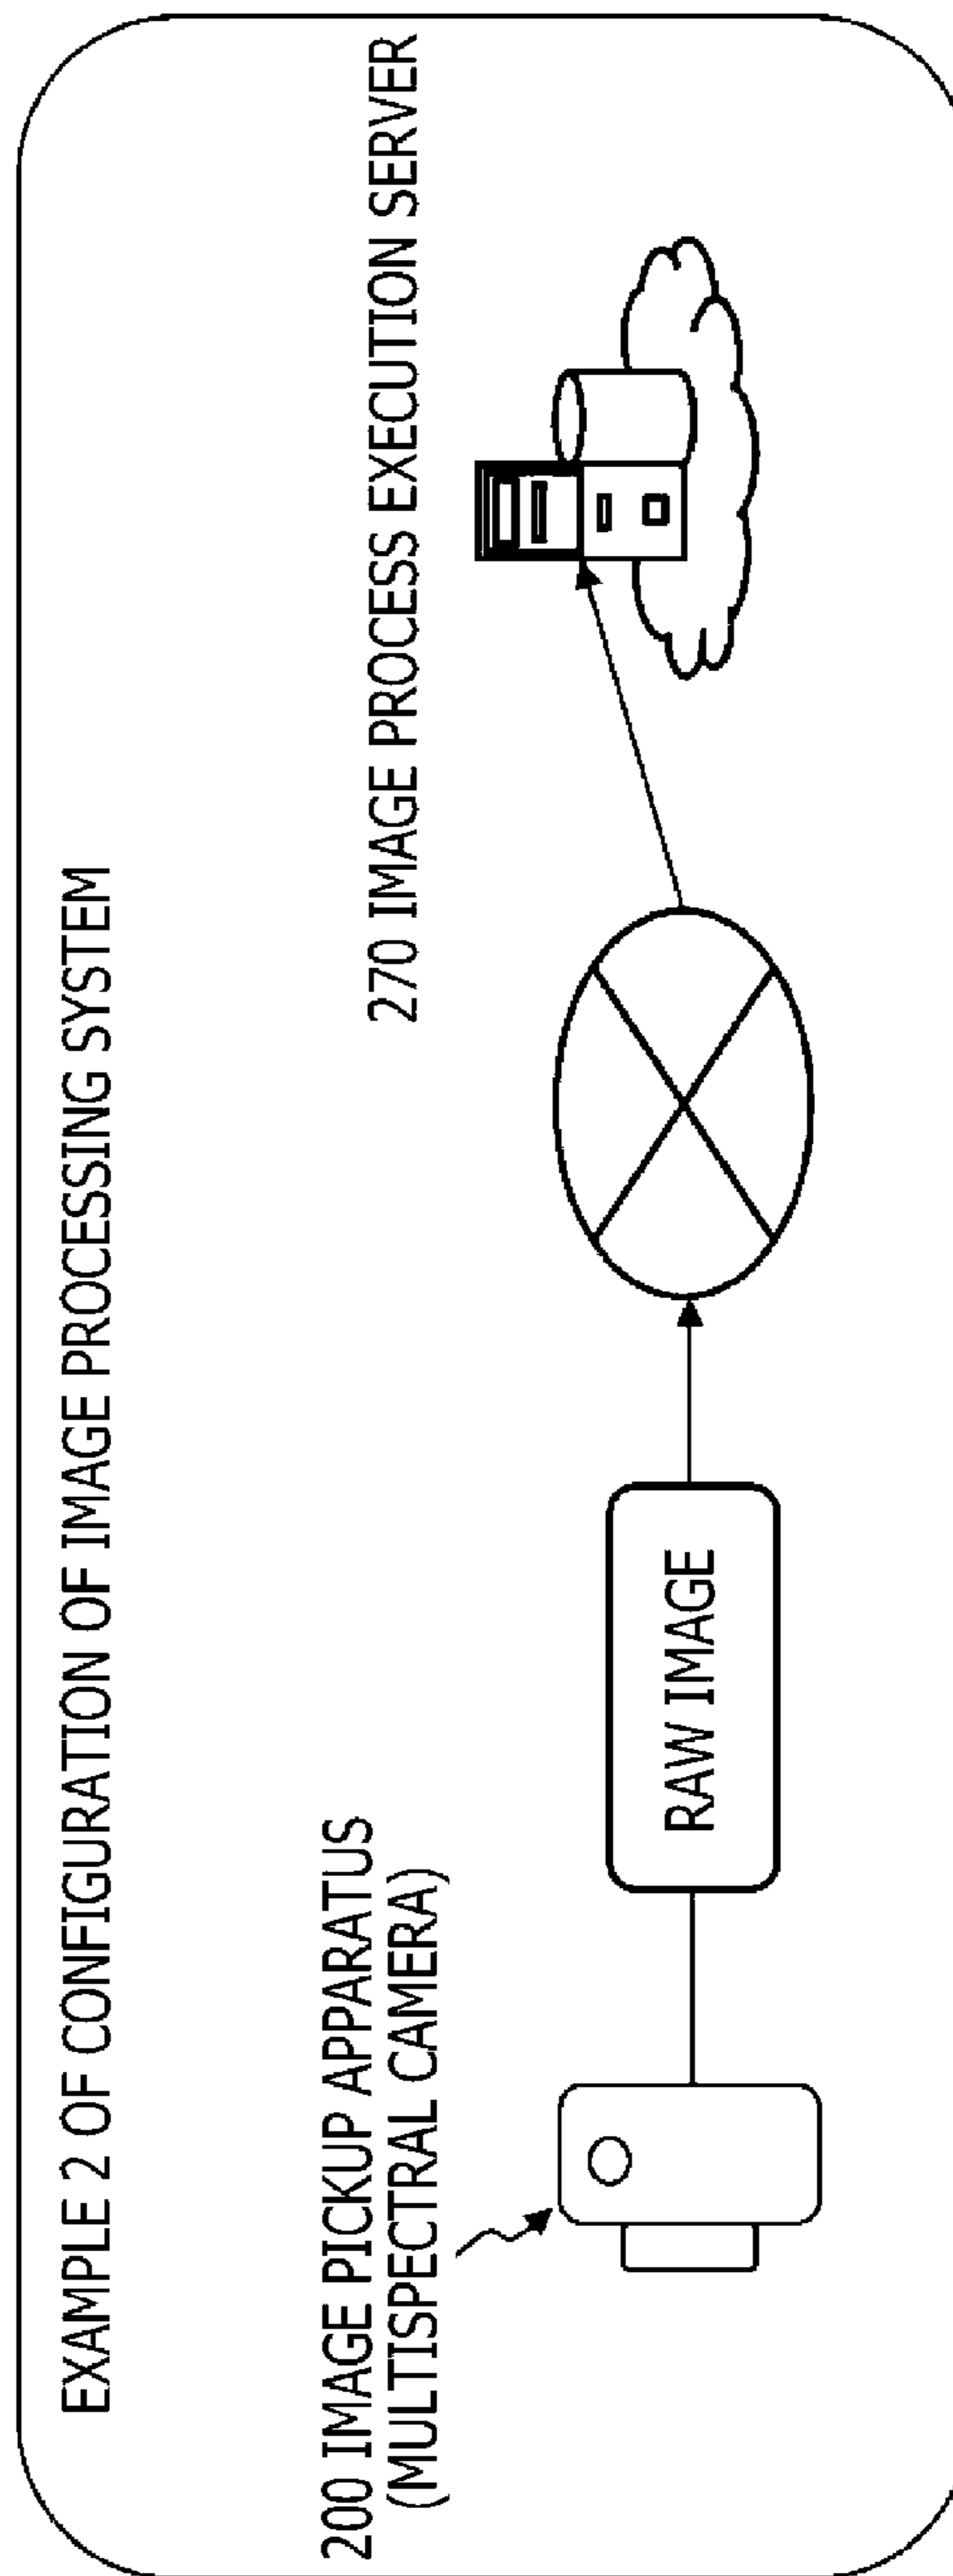 EXAMPLE 2 OF CONFIGURATION OF IMAGE PROCESSING SYSTEM
200 IMAGE PICKUP APPARATUS
(MULTISPECTRAL CAMERA)
RAW IMAGE
270 IMAGE PROCESS EXECUTION SERVER